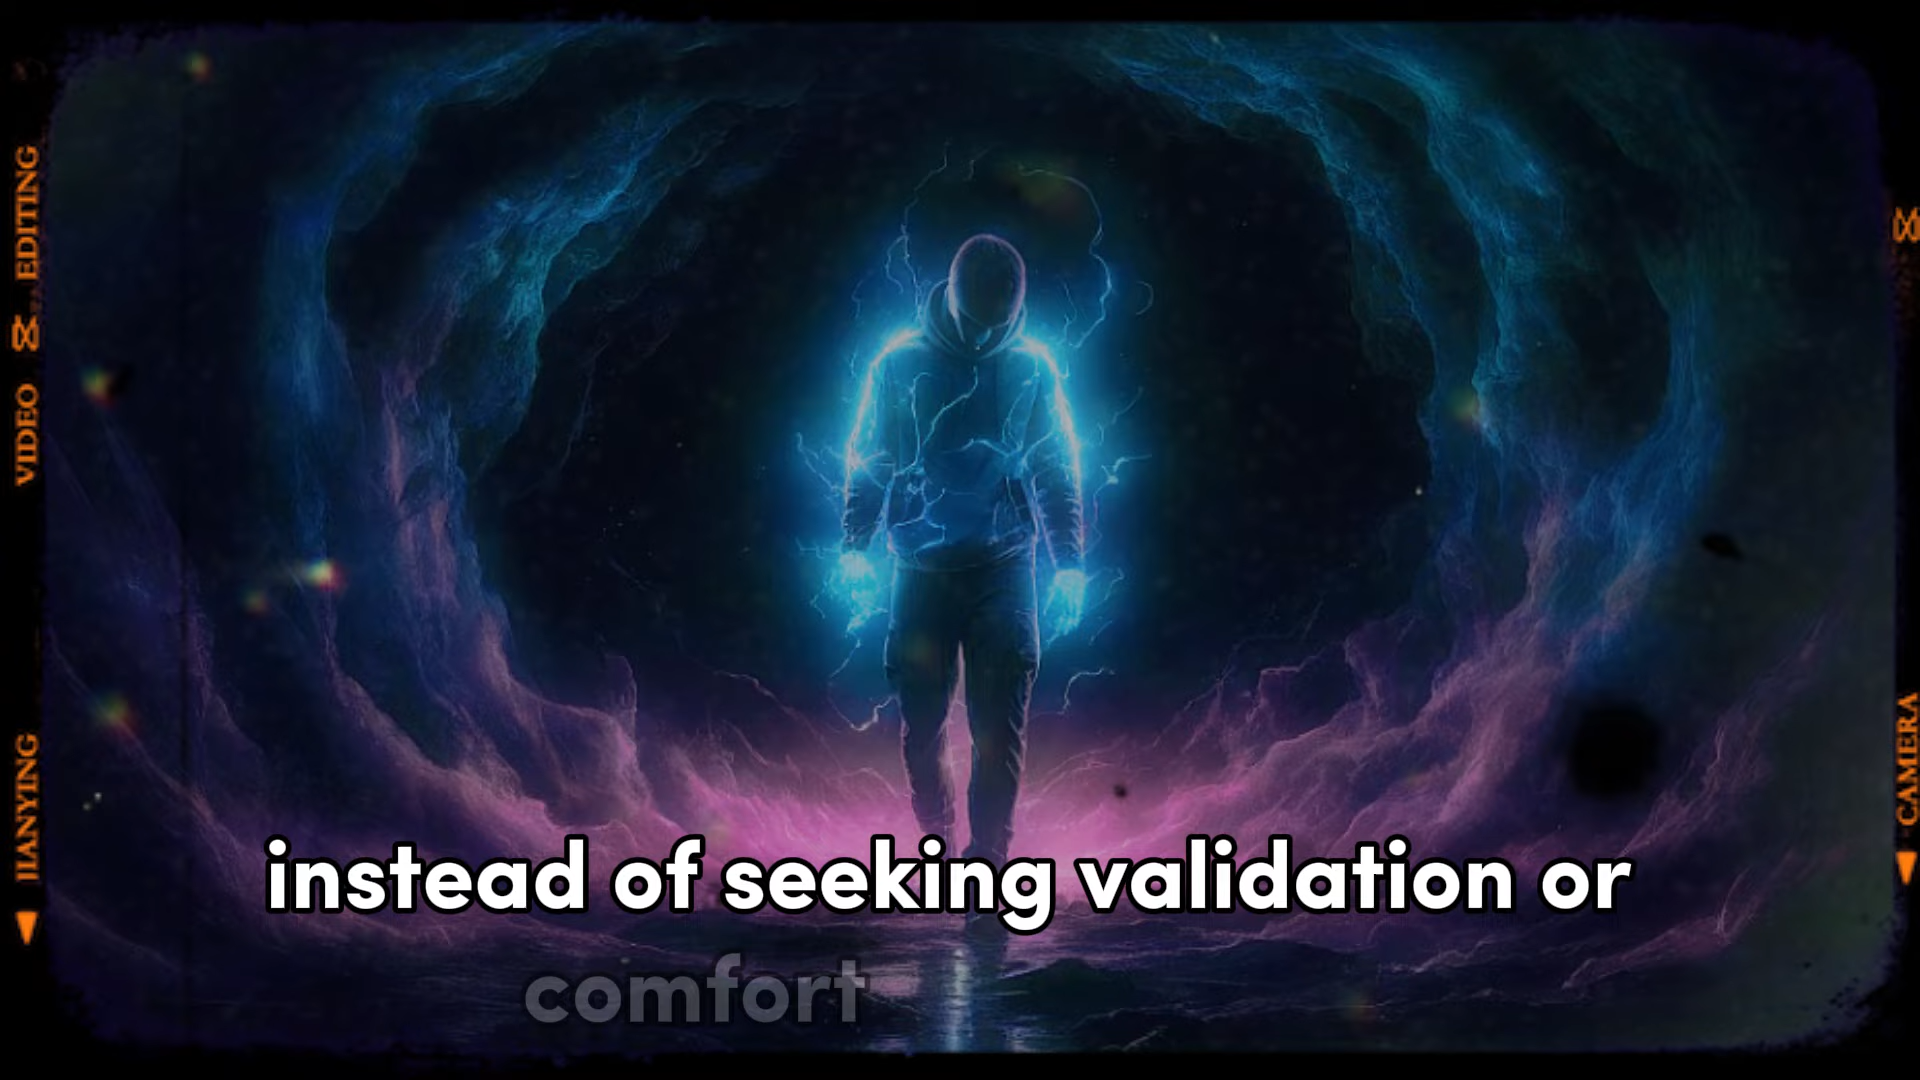 instead of seeking validation or
comfort
VIDEO EDITING
JIANYING
CAMERA